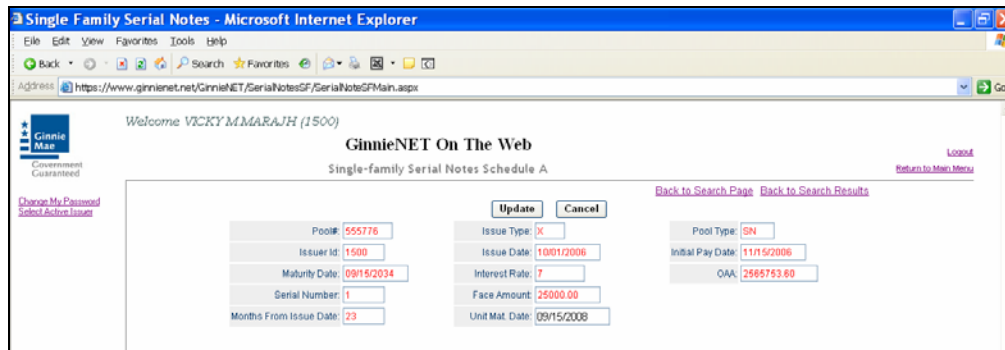 Single Family Serial Notes - Microsoft Internet Explorer
File Edit View Favorites Tools Help
Back Search Favorites
Address https://www.ginnienet.net/GinnieNET/SerialNotesSF/SerialNoteSFMain.aspx Go
Ginnie Mae
Government Guaranteed
Change My Password
Select Active Issuer
Welcome VICKY M MARAJH (1500)
GinnieNET On The Web
Single-family Serial Notes Schedule A
Logout
Return to Main Menu
Back to Search Page Back to Search Results
Update Cancel
Pool#: 555776 Issue Type: X Pool Type: SN
Issuer Id: 1500 Issue Date: 10/01/2006 Initial Pay Date: 11/15/2006
Maturity Date: 09/15/2034 Interest Rate: 7 OAA: 2565753.60
Serial Number: 1 Face Amount: 25000.00
Months From Issue Date: 23 Unit Mat. Date: 09/15/2008